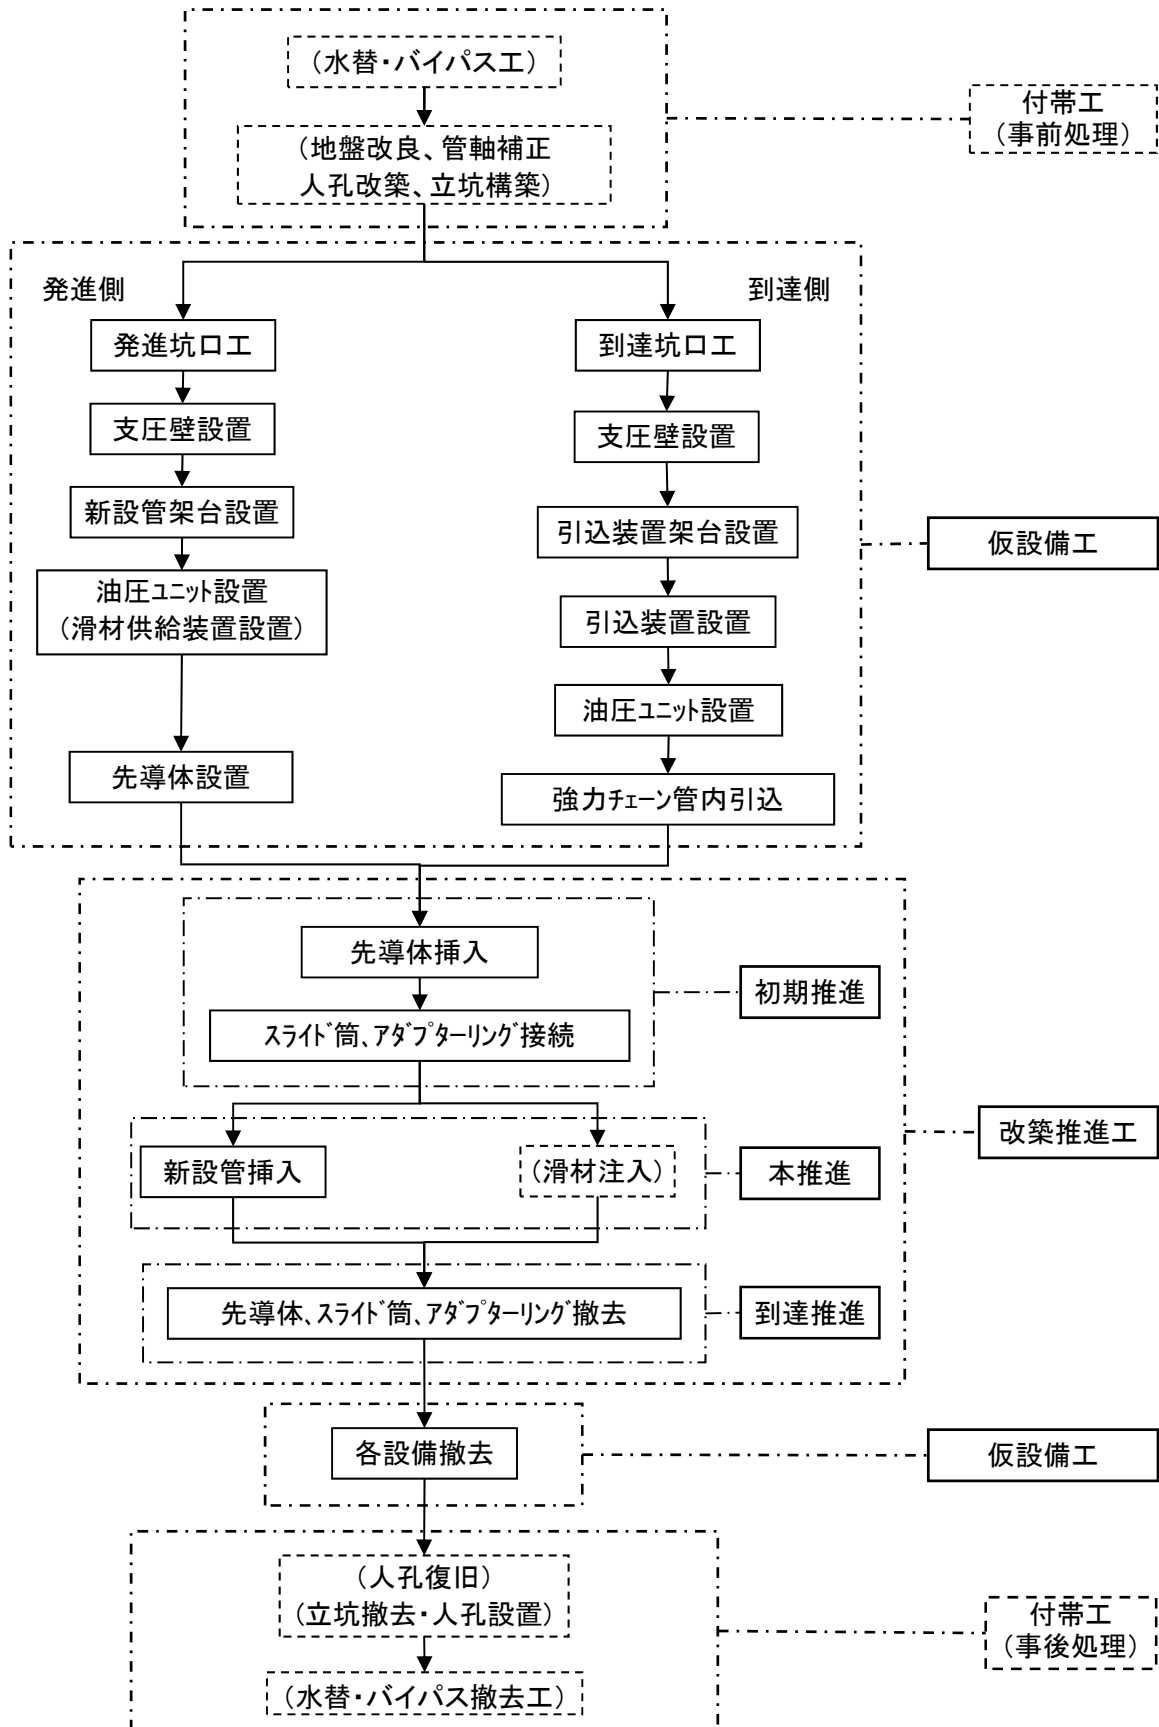 (水替・バイパス工)
付帯工
(事前処理)
(地盤改良、管軸補正
人孔改築、立坑構築)
発進側
到達側
発進坑口工
到達坑口工
支圧壁設置
支圧壁設置
新設管架台設置
引込装置架台設置
仮設備工
油圧ﾕﾆｯﾄ設置
(滑材供給装置設置)
引込装置設置
油圧ﾕﾆｯﾄ設置
先導体設置
強力ﾁｪｰﾝ管内引込
先導体挿入
初期推進
ｽﾗｲﾄﾞ筒、ｱﾀﾞﾌﾟﾀｰﾘﾝｸﾞ接続
改築推進工
新設管挿入
(滑材注入)
本推進
先導体、ｽﾗｲﾄﾞ筒、ｱﾀﾞﾌﾟﾀｰﾘﾝｸﾞ撤去
到達推進
各設備撤去
仮設備工
(人孔復旧)
(立坑撤去・人孔設置)
付帯工
(事後処理)
(水替・バイパス撤去工)